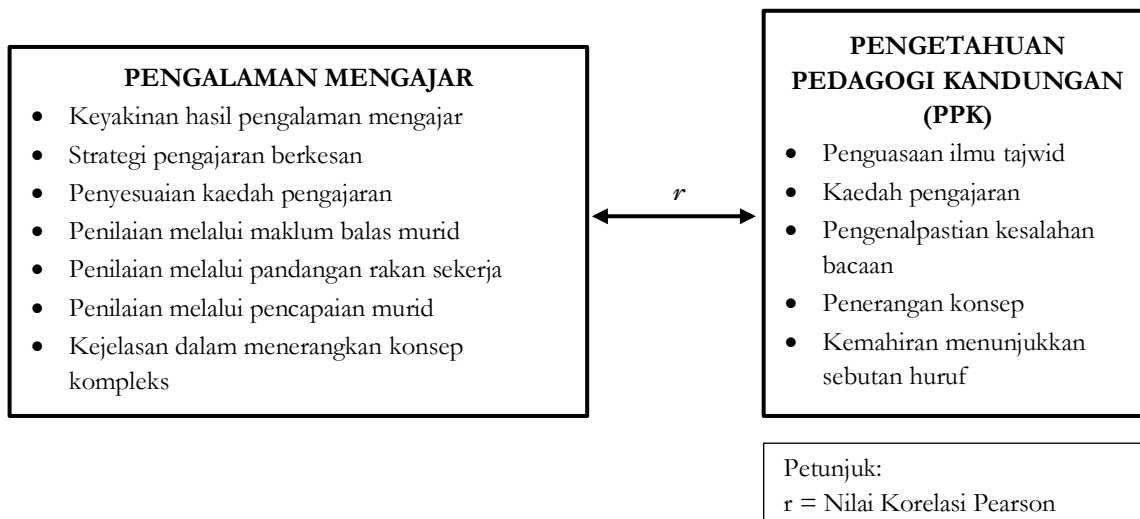 PENGALAMAN MENGAJAR
• Keyakinan hasil pengalaman mengajar
• Strategi pengajaran berkesan
• Penyesuaian kaedah pengajaran
• Penilaian melalui maklum balas murid
• Penilaian melalui pandangan rakan sekerja
• Penilaian melalui pencapaian murid
• Kejelasan dalam menerangkan konsep
kompleks
r
PENGETAHUAN
PEDAGOGI KANDUNGAN
(PPK)
• Penguasaan ilmu tajwid
• Kaedah pengajaran
• Pengenalpastian kesalahan
bacaan
• Penerangan konsep
• Kemahiran menunjukkan
sebutan huruf
Petunjuk:
r = Nilai Korelasi Pearson